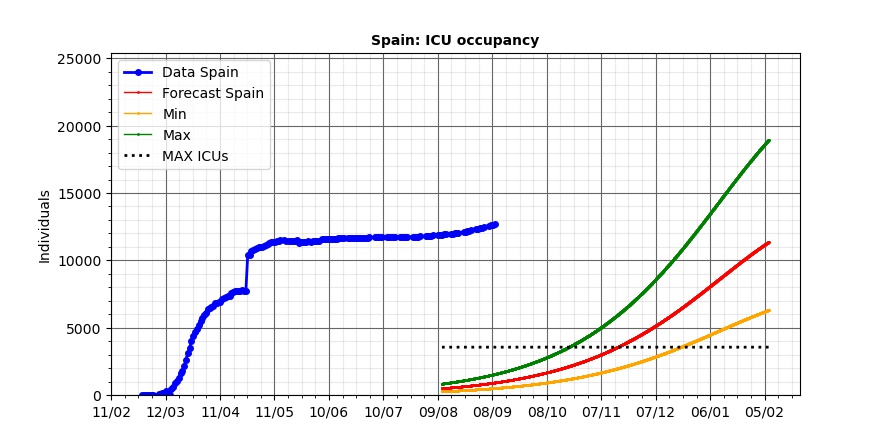 Spain: ICU occupancy
25000
20000
15000
10000
5000
0
Individuals
Data Spain
Forecast Spain
Min
Max
MAX ICUs
11/02 12/03 11/04 11/05 10/06 10/07 09/08 08/09 08/10 07/11 07/12 06/01 05/02